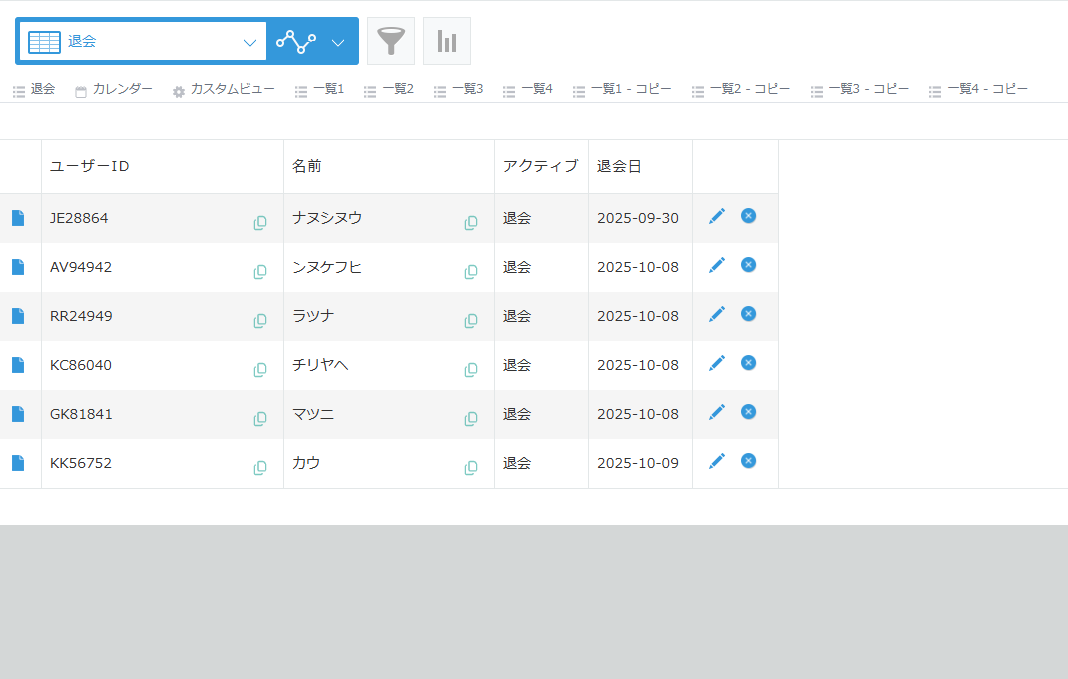 退会
退会 カレンダー カスタムビュー 一覧1 一覧2 一覧3 一覧4 一覧1 - コピー 一覧2 - コピー 一覧3 - コピー 一覧4 - コピー
ユーザーID 名前 アクティブ 退会日
JE28864 ナヌシヌウ 退会 2025-09-30
AV94942 ンヌケフヒ 退会 2025-10-08
RR24949 ラツナ 退会 2025-10-08
KC86040 チリヤヘ 退会 2025-10-08
GK81841 マツニ 退会 2025-10-08
KK56752 カウ 退会 2025-10-09